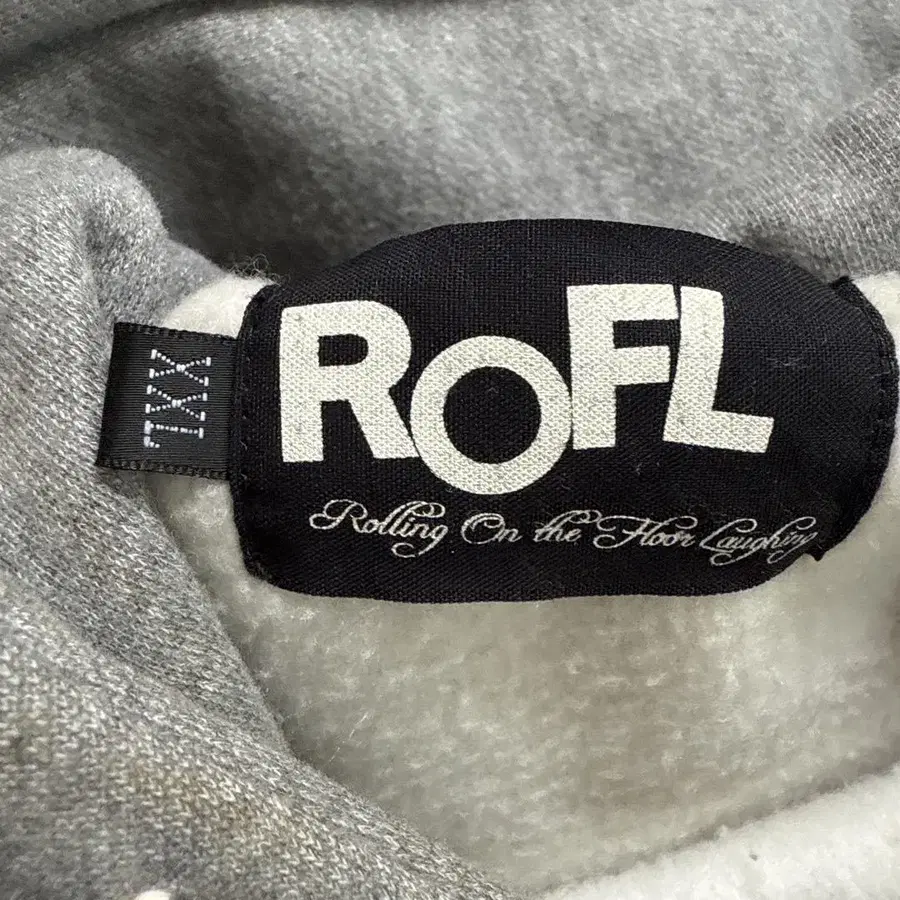 XXL
ROFL
Rolling On the Floor Laughing